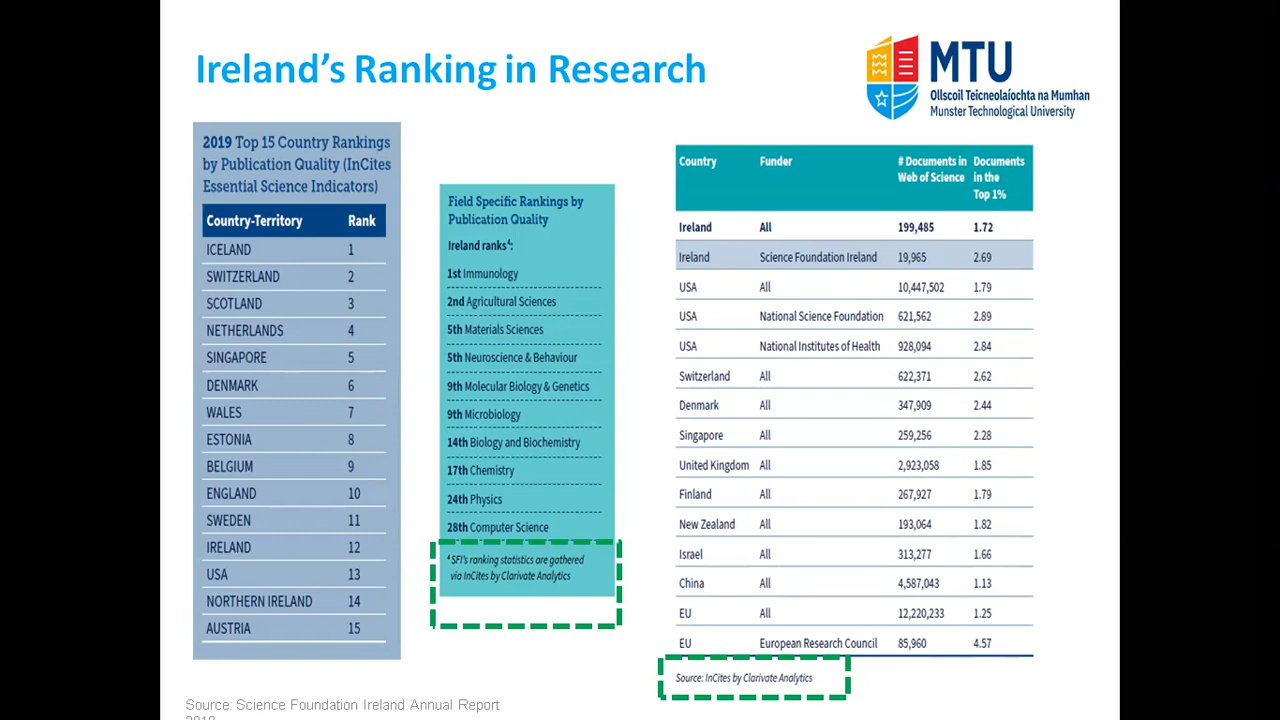 Ireland's Ranking in Research
MTU
Ollscoil Teicneolaíochta na Mumhan
Munster Technological University
2019 Top 15 Country Rankings
by Publication Quality (InCites
Essential Science Indicators)
Country-Territory Rank
ICELAND 1
SWITZERLAND 2
SCOTLAND 3
NETHERLANDS 4
SINGAPORE 5
DENMARK 6
WALES 7
ESTONIA 8
BELGIUM 9
ENGLAND 10
SWEDEN 11
IRELAND 12
USA 13
NORTHERN IRELAND 14
AUSTRIA 15
Field Specific Rankings by
Publication Quality
Ireland ranks⁴:
1st Immunology
2nd Agricultural Sciences
5th Materials Sciences
5th Neuroscience & Behaviour
9th Molecular Biology & Genetics
9th Microbiology
14th Biology and Biochemistry
17th Chemistry
24th Physics
28th Computer Science
⁴ SFI's ranking statistics are gathered
via InCites by Clarivate Analytics
Country Funder # Documents in Documents
Web of Science in the
Top 1%
Ireland All 199,485 1.72
Ireland Science Foundation Ireland 19,965 2.69
USA All 10,447,502 1.79
USA National Science Foundation 621,562 2.89
USA National Institutes of Health 928,094 2.84
Switzerland All 622,371 2.62
Denmark All 347,909 2.44
Singapore All 259,256 2.28
United Kingdom All 2,923,058 1.85
Finland All 267,927 1.79
New Zealand All 193,064 1.82
Israel All 313,277 1.66
China All 4,587,043 1.13
EU All 12,220,233 1.25
EU European Research Council 85,960 4.57
Source: InCites by Clarivate Analytics
Source: Science Foundation Ireland Annual Report